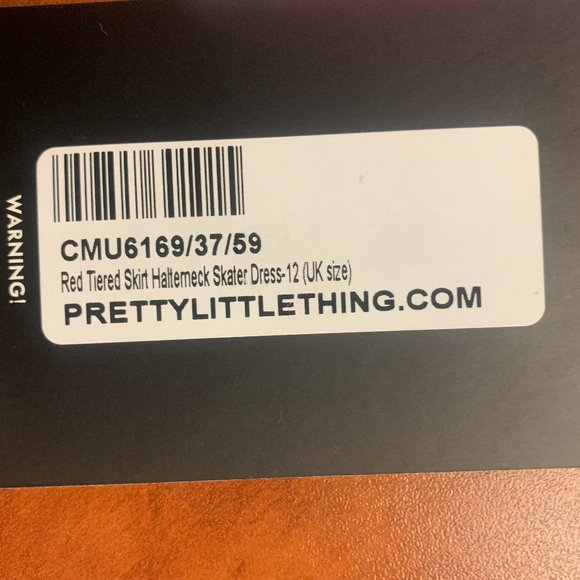 WARNING!
CMU6169/37/59
Red Tiered Skirt Halterneck Skater Dress-12 (UK size)
PRETTYLITTLETHING.COM